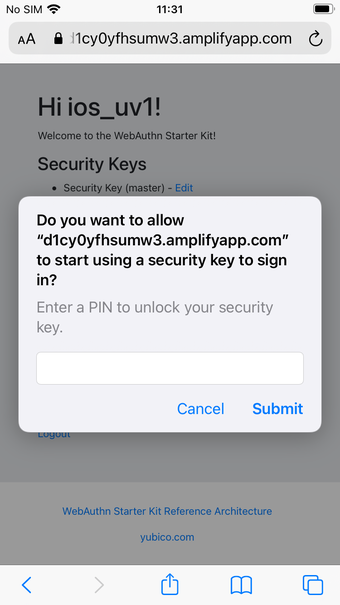 No SIM 11:31
AA d1cy0yfhsumw3.amplifyapp.com
Hi ios_uv1!
Welcome to the WebAuthn Starter Kit!
Security Keys
• Security Key (master) - Edit
Do you want to allow
“d1cy0yfhsumw3.amplifyapp.com”
to start using a security key to sign
in?
Enter a PIN to unlock your security
key.
Cancel Submit
Logout
WebAuthn Starter Kit Reference Architecture
yubico.com